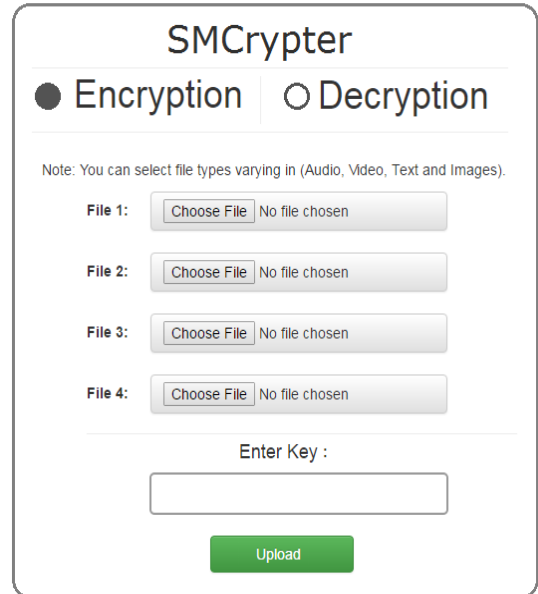 SMCrypter
Encryption Decryption
Note: You can select file types varying in (Audio, Video, Text and Images).
File 1: Choose File No file chosen
File 2: Choose File No file chosen
File 3: Choose File No file chosen
File 4: Choose File No file chosen
Enter Key :
Upload